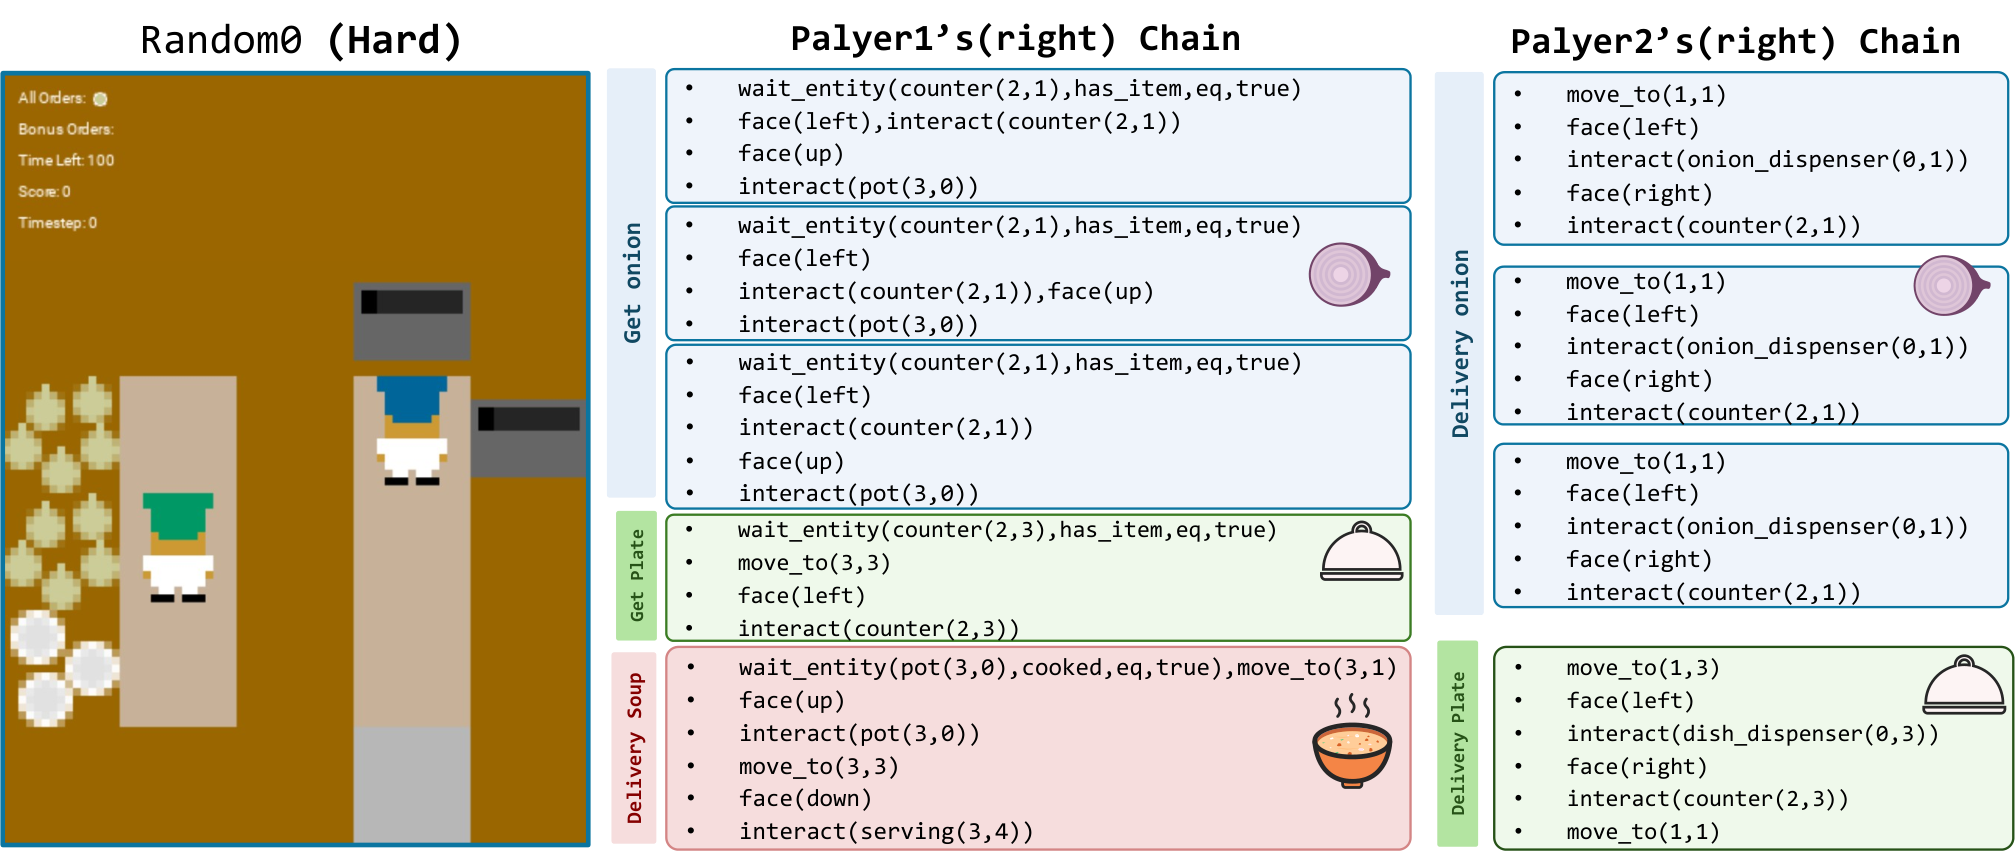 Random0 (Hard)
All Orders:
Bonus Orders:
Time Left: 100
Score: 0
Timestep: 0
Palyer1's(right) Chain
Get onion
• wait_entity(counter(2,1),has_item,eq,true)
• face(left),interact(counter(2,1))
• face(up)
• interact(pot(3,0))
• wait_entity(counter(2,1),has_item,eq,true)
• face(left)
• interact(counter(2,1)),face(up)
• interact(pot(3,0))
• wait_entity(counter(2,1),has_item,eq,true)
• face(left)
• interact(counter(2,1))
• face(up)
• interact(pot(3,0))
Get Plate
• wait_entity(counter(2,3),has_item,eq,true)
• move_to(3,3)
• face(left)
• interact(counter(2,3))
Delivery Soup
• wait_entity(pot(3,0),cooked,eq,true),move_to(3,1)
• face(up)
• interact(pot(3,0))
• move_to(3,3)
• face(down)
• interact(serving(3,4))
Palyer2's(right) Chain
Delivery onion
• move_to(1,1)
• face(left)
• interact(onion_dispenser(0,1))
• face(right)
• interact(counter(2,1))
• move_to(1,1)
• face(left)
• interact(onion_dispenser(0,1))
• face(right)
• interact(counter(2,1))
• move_to(1,1)
• face(left)
• interact(onion_dispenser(0,1))
• face(right)
• interact(counter(2,1))
Delivery Plate
• move_to(1,3)
• face(left)
• interact(dish_dispenser(0,3))
• face(right)
• interact(counter(2,3))
• move_to(1,1)